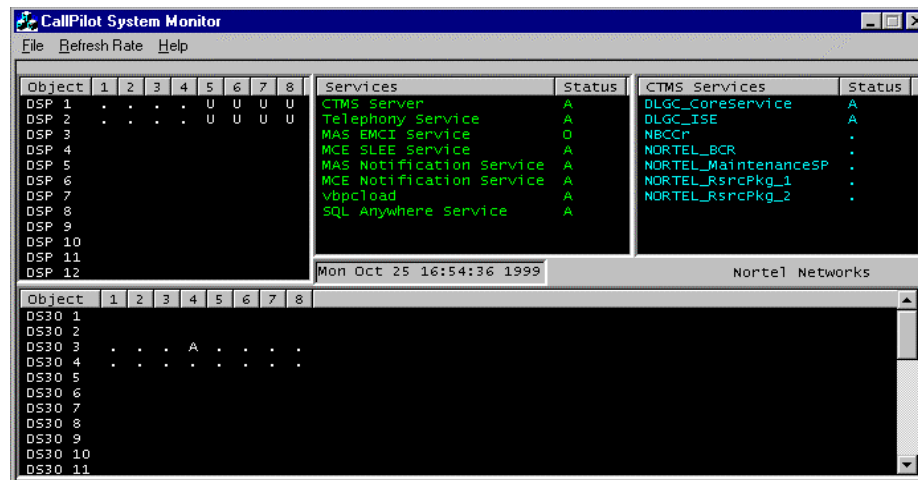 CallPilot System Monitor
File Refresh Rate Help
Object 1 2 3 4 5 6 7 8
DSP 1 . . . . U U U U
DSP 2 . . . . U U U U
DSP 3
DSP 4
DSP 5
DSP 6
DSP 7
DSP 8
DSP 9
DSP 10
DSP 11
DSP 12
Services Status
CTMS Server A
Telephony Service A
MAS EMCI Service O
MCE SLEE Service A
MAS Notification Service A
MCE Notification Service A
vbpcload A
SQL Anywhere Service A
CTMS Services Status
DLGC_CoreService A
DLGC_ISE A
NBCCr .
NORTEL_BCR .
NORTEL_MaintenanceSP .
NORTEL_RsrcPkg_1 .
NORTEL_RsrcPkg_2 .
Mon Oct 25 16:54:36 1999
Nortel Networks
Object 1 2 3 4 5 6 7 8
DS30 1
DS30 2
DS30 3 . . . A . . . .
DS30 4 . . . . . . . .
DS30 5
DS30 6
DS30 7
DS30 8
DS30 9
DS30 10
DS30 11